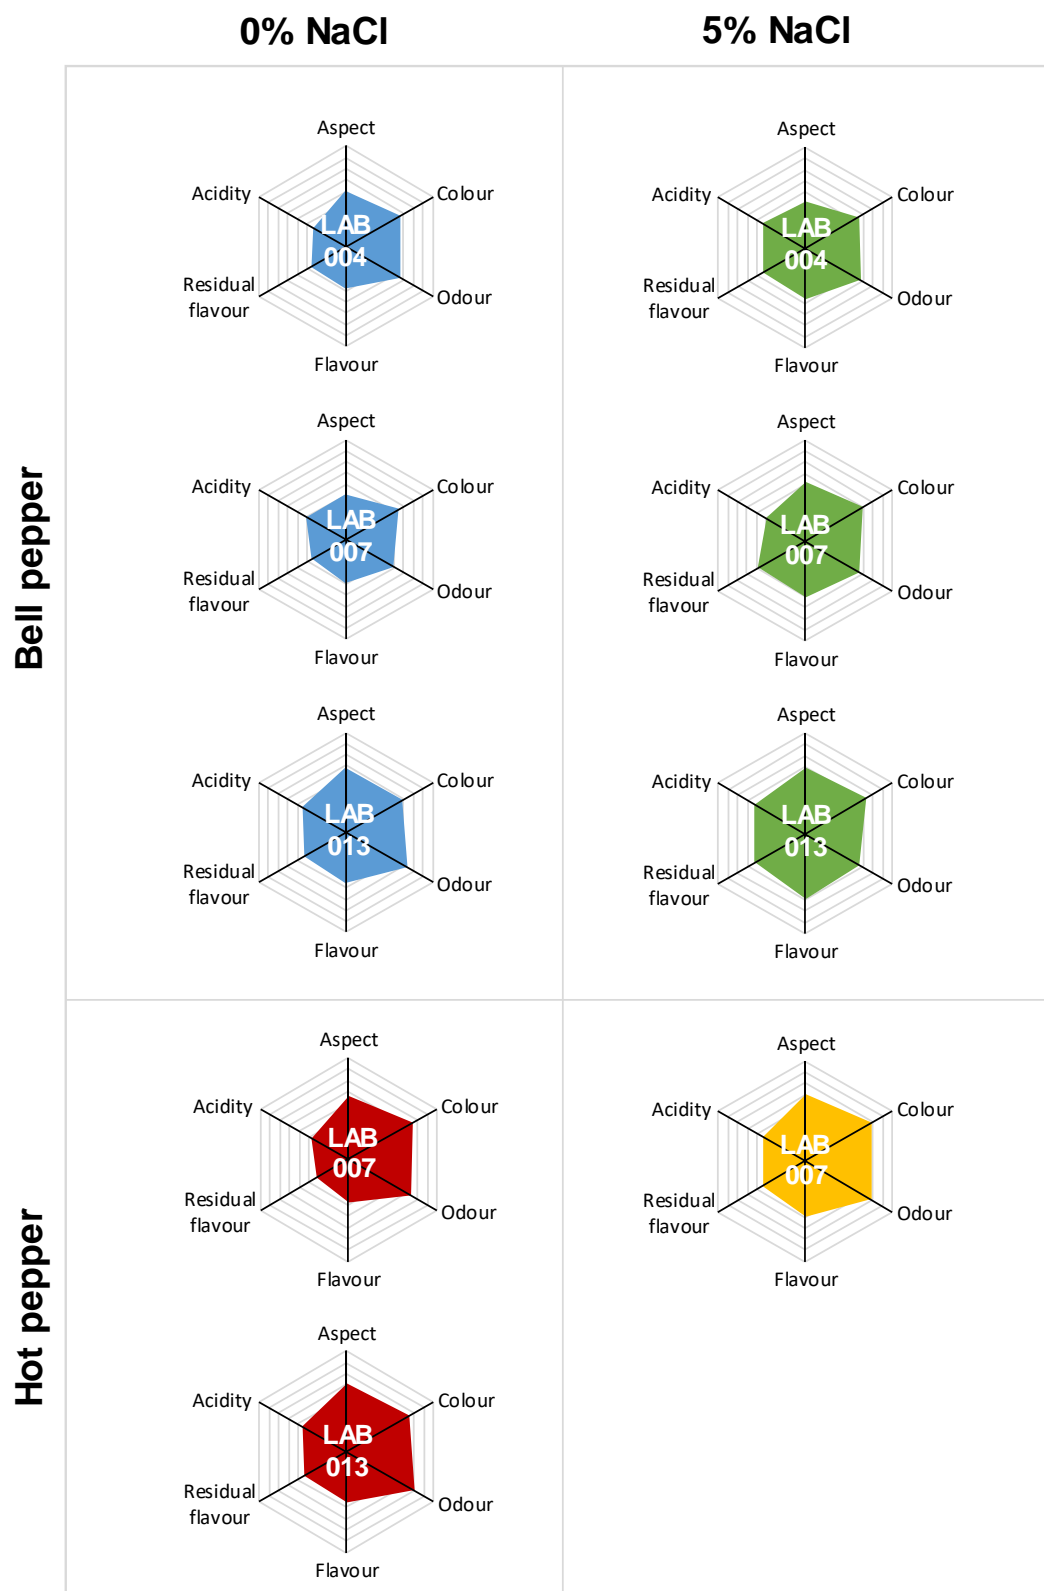 0% NaCl
5% NaCl
Bell pepper
Aspect
Acidity
Colour
LAB
004
Residual
flavour
Odour
Flavour
Aspect
Acidity
Colour
LAB
004
Residual
flavour
Odour
Flavour
Aspect
Acidity
Colour
LAB
007
Residual
flavour
Odour
Flavour
Aspect
Acidity
Colour
LAB
007
Residual
flavour
Odour
Flavour
Aspect
Acidity
Colour
LAB
013
Residual
flavour
Odour
Flavour
Aspect
Acidity
Colour
LAB
013
Residual
flavour
Odour
Flavour
Hot pepper
Aspect
Acidity
Colour
LAB
007
Residual
flavour
Odour
Flavour
Aspect
Acidity
Colour
LAB
007
Residual
flavour
Odour
Flavour
Aspect
Acidity
Colour
LAB
013
Residual
flavour
Odour
Flavour